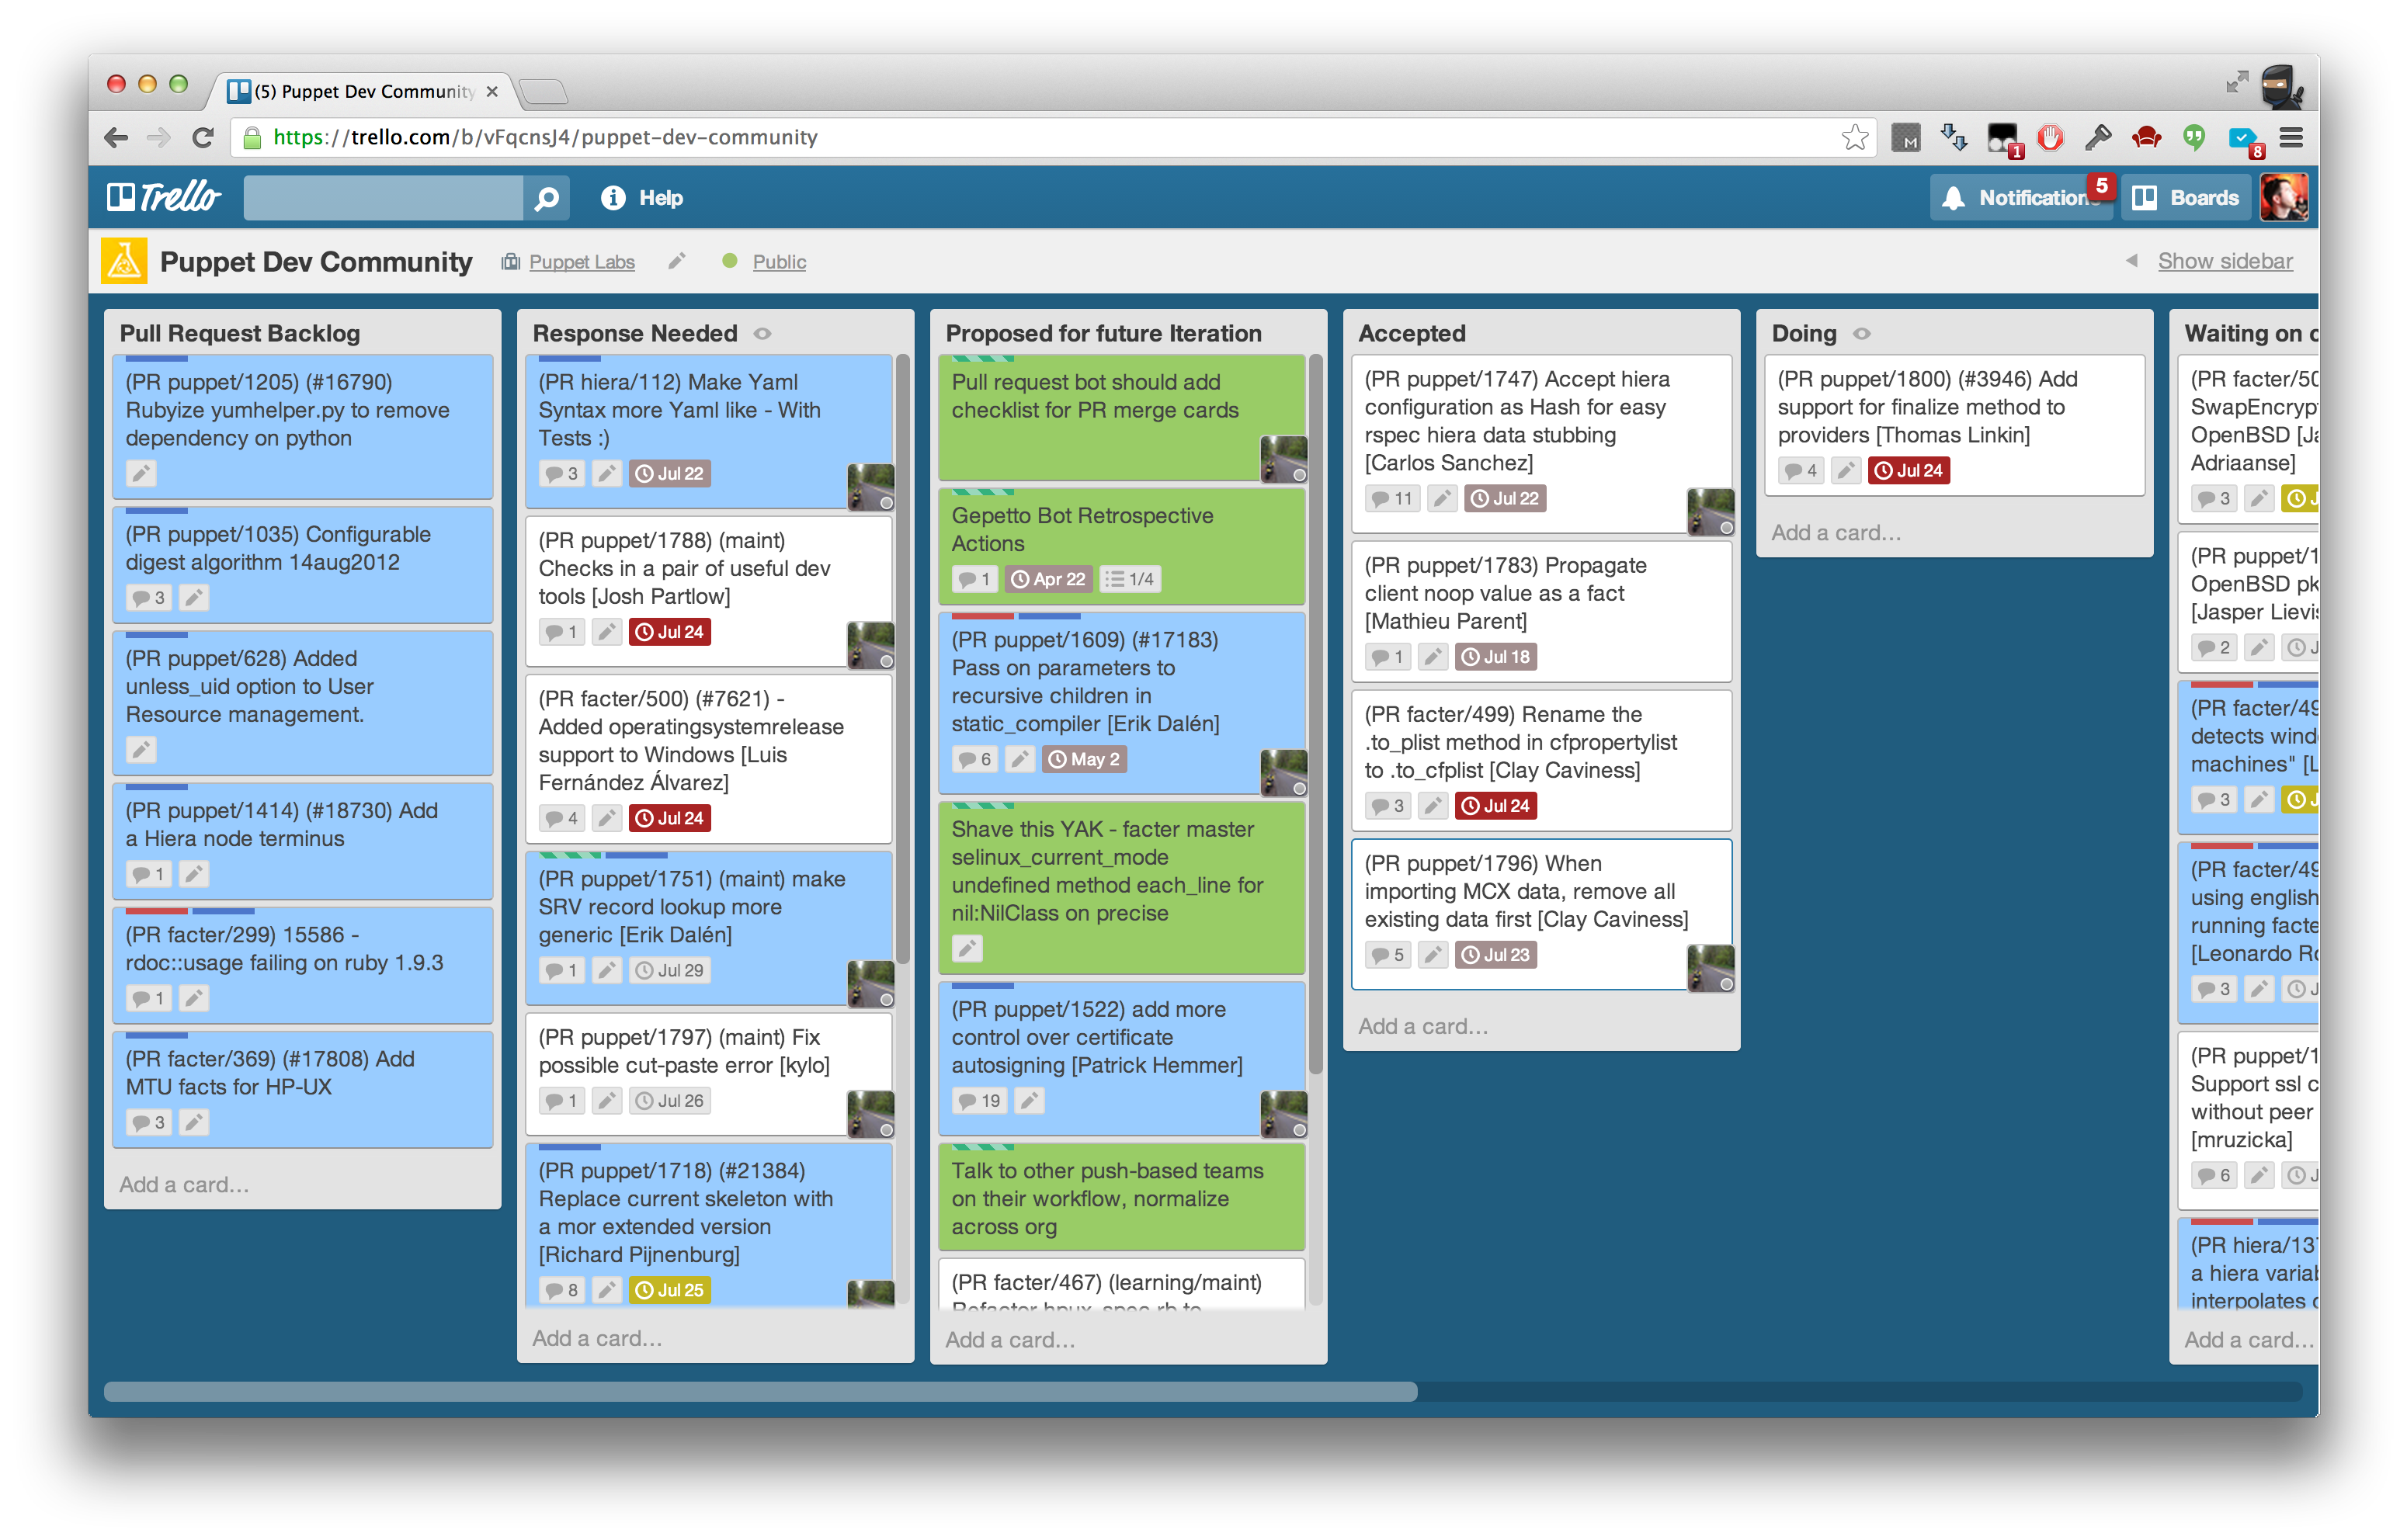 (5) Puppet Dev Community
https://trello.com/b/vFqcnsJ4/puppet-dev-community
M
1
8
Trello
Help
Notifications
5
Boards
Puppet Dev Community
Puppet Labs
Public
Show sidebar
Pull Request Backlog
(PR puppet/1205) (#16790)
Rubyize yumhelper.py to remove
dependency on python
(PR puppet/1035) Configurable
digest algorithm 14aug2012
3
(PR puppet/628) Added
unless_uid option to User
Resource management.
(PR puppet/1414) (#18730) Add
a Hiera node terminus
1
(PR facter/299) 15586 -
rdoc::usage failing on ruby 1.9.3
1
(PR facter/369) (#17808) Add
MTU facts for HP-UX
3
Add a card…
Response Needed
(PR hiera/112) Make Yaml
Syntax more Yaml like - With
Tests :)
3 Jul 22
(PR puppet/1788) (maint)
Checks in a pair of useful dev
tools [Josh Partlow]
1 Jul 24
(PR facter/500) (#7621) -
Added operatingsystemrelease
support to Windows [Luis
Fernández Álvarez]
4 Jul 24
(PR puppet/1751) (maint) make
SRV record lookup more
generic [Erik Dalén]
1 Jul 29
(PR puppet/1797) (maint) Fix
possible cut-paste error [kylo]
1 Jul 26
(PR puppet/1718) (#21384)
Replace current skeleton with
a mor extended version
[Richard Pijnenburg]
8 Jul 25
Add a card…
Proposed for future Iteration
Pull request bot should add
checklist for PR merge cards
Gepetto Bot Retrospective
Actions
1 Apr 22 1/4
(PR puppet/1609) (#17183)
Pass on parameters to
recursive children in
static_compiler [Erik Dalén]
6 May 2
Shave this YAK - facter master
selinux_current_mode
undefined method each_line for
nil:NilClass on precise
(PR puppet/1522) add more
control over certificate
autosigning [Patrick Hemmer]
19
Talk to other push-based teams
on their workflow, normalize
across org
(PR facter/467) (learning/maint)
Refactor hpux_spec.rb to
Add a card…
Accepted
(PR puppet/1747) Accept hiera
configuration as Hash for easy
rspec hiera data stubbing
[Carlos Sanchez]
11 Jul 22
(PR puppet/1783) Propagate
client noop value as a fact
[Mathieu Parent]
1 Jul 18
(PR facter/499) Rename the
.to_plist method in cfpropertylist
to .to_cfplist [Clay Caviness]
3 Jul 24
(PR puppet/1796) When
importing MCX data, remove all
existing data first [Clay Caviness]
5 Jul 23
Add a card…
Doing
(PR puppet/1800) (#3946) Add
support for finalize method to
providers [Thomas Linkin]
4 Jul 24
Add a card…
Waiting on
(PR facter/50
SwapEncryp
OpenBSD [Ja
Adriaanse]
3 J
(PR puppet/1
OpenBSD pk
[Jasper Lievis
2 J
(PR facter/49
detects wind
machines" [L
3 J
(PR facter/49
using english
running facte
[Leonardo Ro
3 J
(PR puppet/1
Support ssl c
without peer
[mruzicka]
6 J
(PR hiera/13
a hiera varia
interpolates
Add a card…